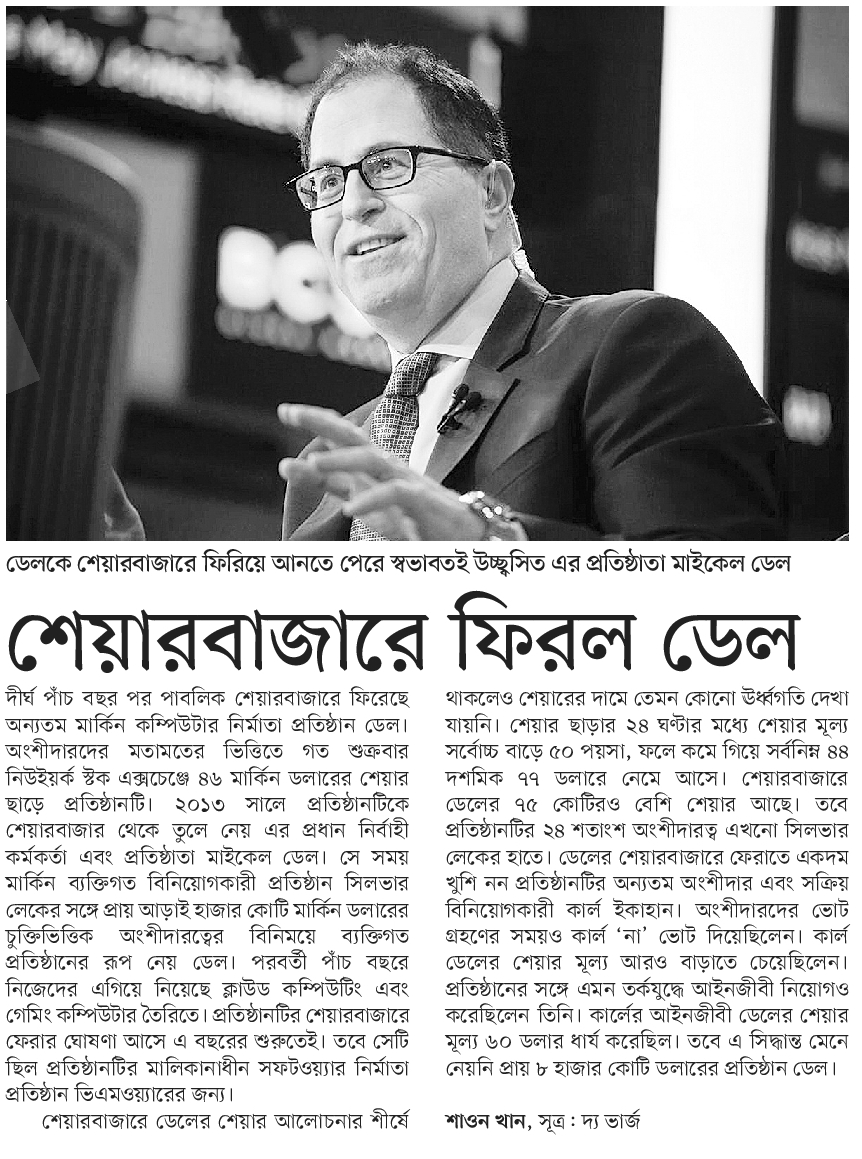 ডেলকে শেয়ারবাজারে ফিরিয়ে আনতে পেরে স্বভাবতই উচ্ছ্বসিত এর প্রতিষ্ঠাতা মাইকেল ডেল
শেয়ারবাজারে ফিরল ডেল
দীর্ঘ পাঁচ বছর পর পাবলিক শেয়ারবাজারে ফিরেছে
অন্যতম মার্কিন কম্পিউটার নির্মাতা প্রতিষ্ঠান ডেল।
অংশীদারদের মতামতের ভিত্তিতে গত শুক্রবার
নিউইয়র্ক স্টক এক্সচেঞ্জে ৪৬ মার্কিন ডলারের শেয়ার
ছাড়ে প্রতিষ্ঠানটি। ২০১৩ সালে প্রতিষ্ঠানটিকে
শেয়ারবাজার থেকে তুলে নেয় এর প্রধান নির্বাহী
কর্মকর্তা এবং প্রতিষ্ঠাতা মাইকেল ডেল। সে সময়
মার্কিন ব্যক্তিগত বিনিয়োগকারী প্রতিষ্ঠান সিলভার
লেকের সঙ্গে প্রায় আড়াই হাজার কোটি মার্কিন ডলারের
চুক্তিভিত্তিক অংশীদারত্বের বিনিময়ে ব্যক্তিগত
প্রতিষ্ঠানের রূপ নেয় ডেল। পরবর্তী পাঁচ বছরে
নিজেদের এগিয়ে নিয়েছে ক্লাউড কম্পিউটিং এবং
গেমিং কম্পিউটার তৈরিতে। প্রতিষ্ঠানটির শেয়ারবাজারে
ফেরার ঘোষণা আসে এ বছরের শুরুতেই। তবে সেটি
ছিল প্রতিষ্ঠানটির মালিকানাধীন সফটওয়্যার নির্মাতা
প্রতিষ্ঠান ভিএমওয়্যারের জন্য।
শেয়ারবাজারে ডেলের শেয়ার আলোচনার শীর্ষে
থাকলেও শেয়ারের দামে তেমন কোনো ঊর্ধ্বগতি দেখা
যায়নি। শেয়ার ছাড়ার ২৪ ঘণ্টার মধ্যে শেয়ার মূল্য
সর্বোচ্চ বাড়ে ৫০ পয়সা, ফলে কমে গিয়ে সর্বনিম্ন ৪৪
দশমিক ৭৭ ডলারে নেমে আসে। শেয়ারবাজারে
ডেলের ৭৫ কোটিরও বেশি শেয়ার আছে। তবে
প্রতিষ্ঠানটির ২৪ শতাংশ অংশীদারত্ব এখনো সিলভার
লেকের হাতে। ডেলের শেয়ারবাজারে ফেরাতে একদম
খুশি নন প্রতিষ্ঠানটির অন্যতম অংশীদার এবং সক্রিয়
বিনিয়োগকারী কার্ল ইকাহান। অংশীদারদের ভোট
গ্রহণের সময়ও কার্ল ‘না’ ভোট দিয়েছিলেন। কার্ল
ডেলের শেয়ার মূল্য আরও বাড়াতে চেয়েছিলেন।
প্রতিষ্ঠানের সঙ্গে এমন তর্কযুদ্ধে আইনজীবী নিয়োগও
করেছিলেন তিনি। কার্লের আইনজীবী ডেলের শেয়ার
মূল্য ৬০ ডলার ধার্য করেছিল। তবে এ সিদ্ধান্ত মেনে
নেয়নি প্রায় ৮ হাজার কোটি ডলারের প্রতিষ্ঠান ডেল।
শাওন খান, সূত্র : দ্য ভার্জ